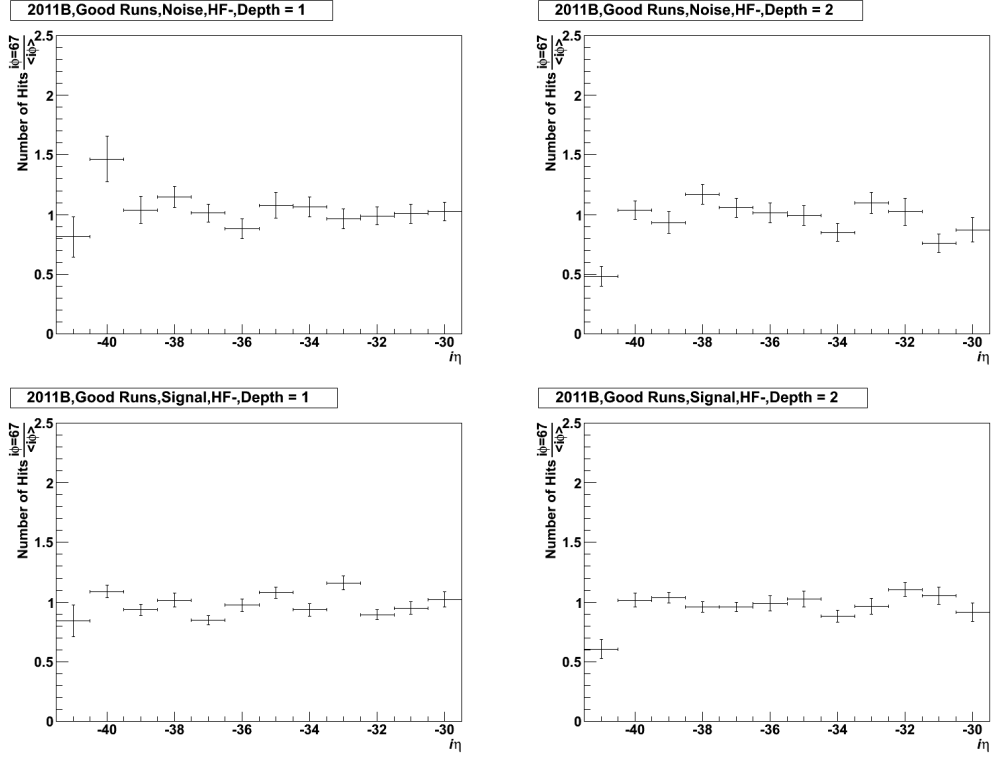 2011B,Good Runs,Noise,HF-,Depth = 1
Number of Hits iϕ=67 / <iϕ>
2.5
2
1.5
1
0.5
0
-40 -38 -36 -34 -32 -30
iη
2011B,Good Runs,Noise,HF-,Depth = 2
Number of Hits iϕ=67 / <iϕ>
2.5
2
1.5
1
0.5
0
-40 -38 -36 -34 -32 -30
iη
2011B,Good Runs,Signal,HF-,Depth = 1
Number of Hits iϕ=67 / <iϕ>
2.5
2
1.5
1
0.5
0
-40 -38 -36 -34 -32 -30
iη
2011B,Good Runs,Signal,HF-,Depth = 2
Number of Hits iϕ=67 / <iϕ>
2.5
2
1.5
1
0.5
0
-40 -38 -36 -34 -32 -30
iη